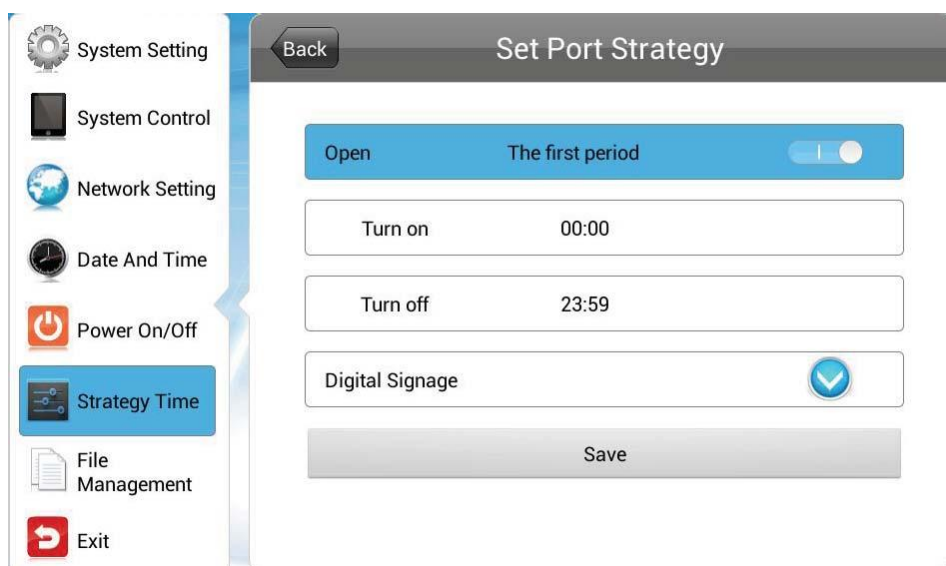 System Setting
System Control
Network Setting
Date And Time
Power On/Off
Strategy Time
File
Management
Exit
Back
Set Port Strategy
Open The first period
Turn on 00:00
Turn off 23:59
Digital Signage
Save